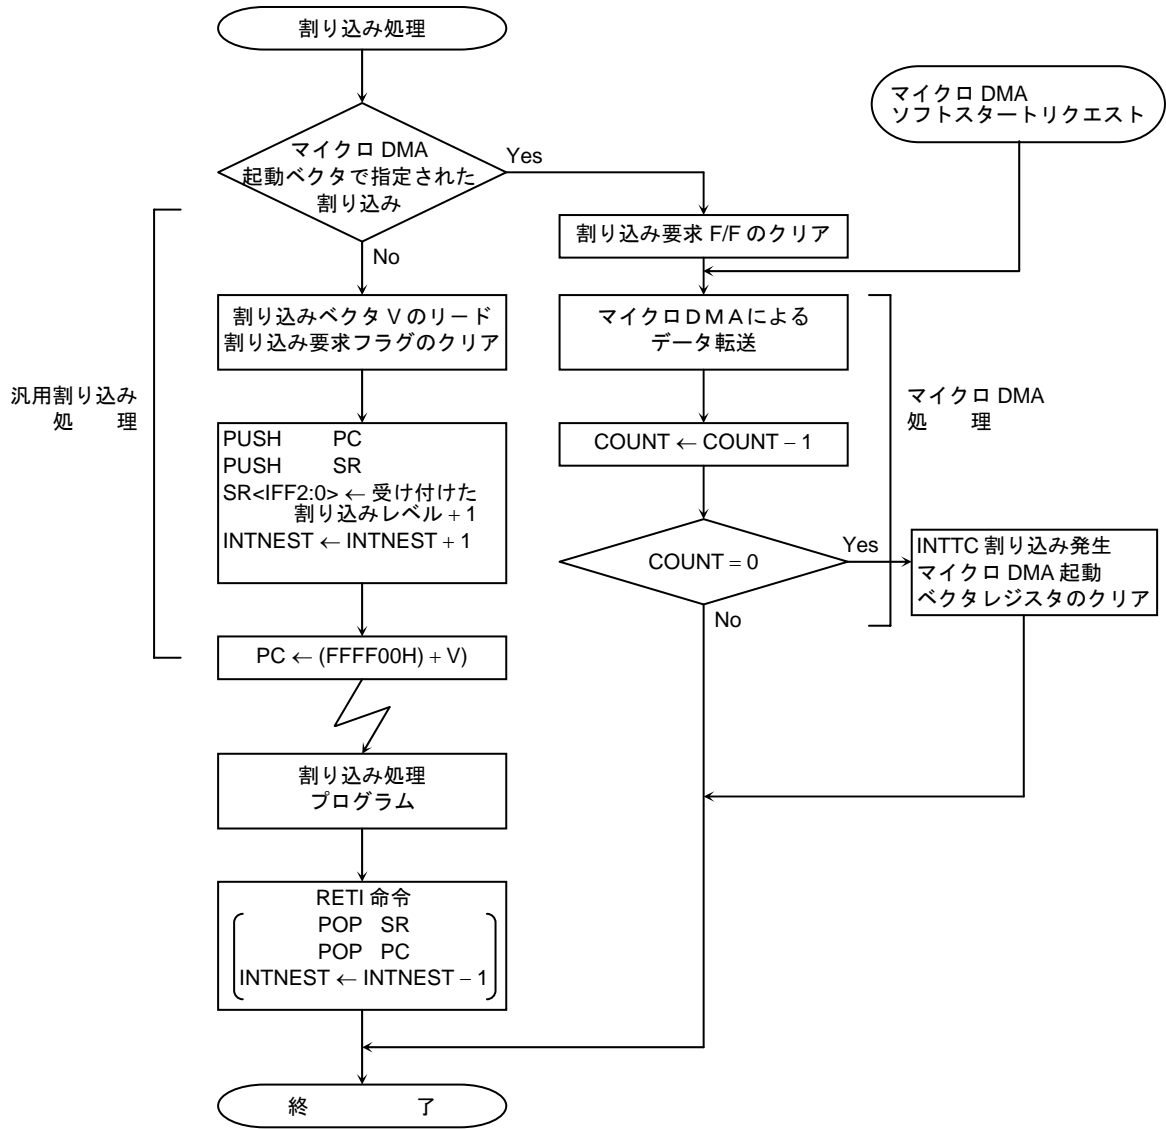 割り込み処理
マイクロ DMA
ソフトスタートリクエスト
マイクロ DMA
起動ベクタで指定された
割り込み
Yes
No
割り込み要求 F/F のクリア
割り込みベクタ V のリード
割り込み要求フラグのクリア
マイクロＤＭＡによる
データ転送
汎用割り込み
処　　理
マイクロ DMA
処　　理
PUSH PC
PUSH SR
SR<IFF2:0> ← 受け付けた
割り込みレベル + 1
INTNEST ← INTNEST + 1
COUNT ← COUNT − 1
COUNT = 0
Yes
No
INTTC 割り込み発生
マイクロ DMA 起動
ベクタレジスタのクリア
PC ← (FFFF00H) + V)
割り込み処理
プログラム
RETI 命令
POP SR
POP PC
INTNEST ← INTNEST − 1
終　　　　了